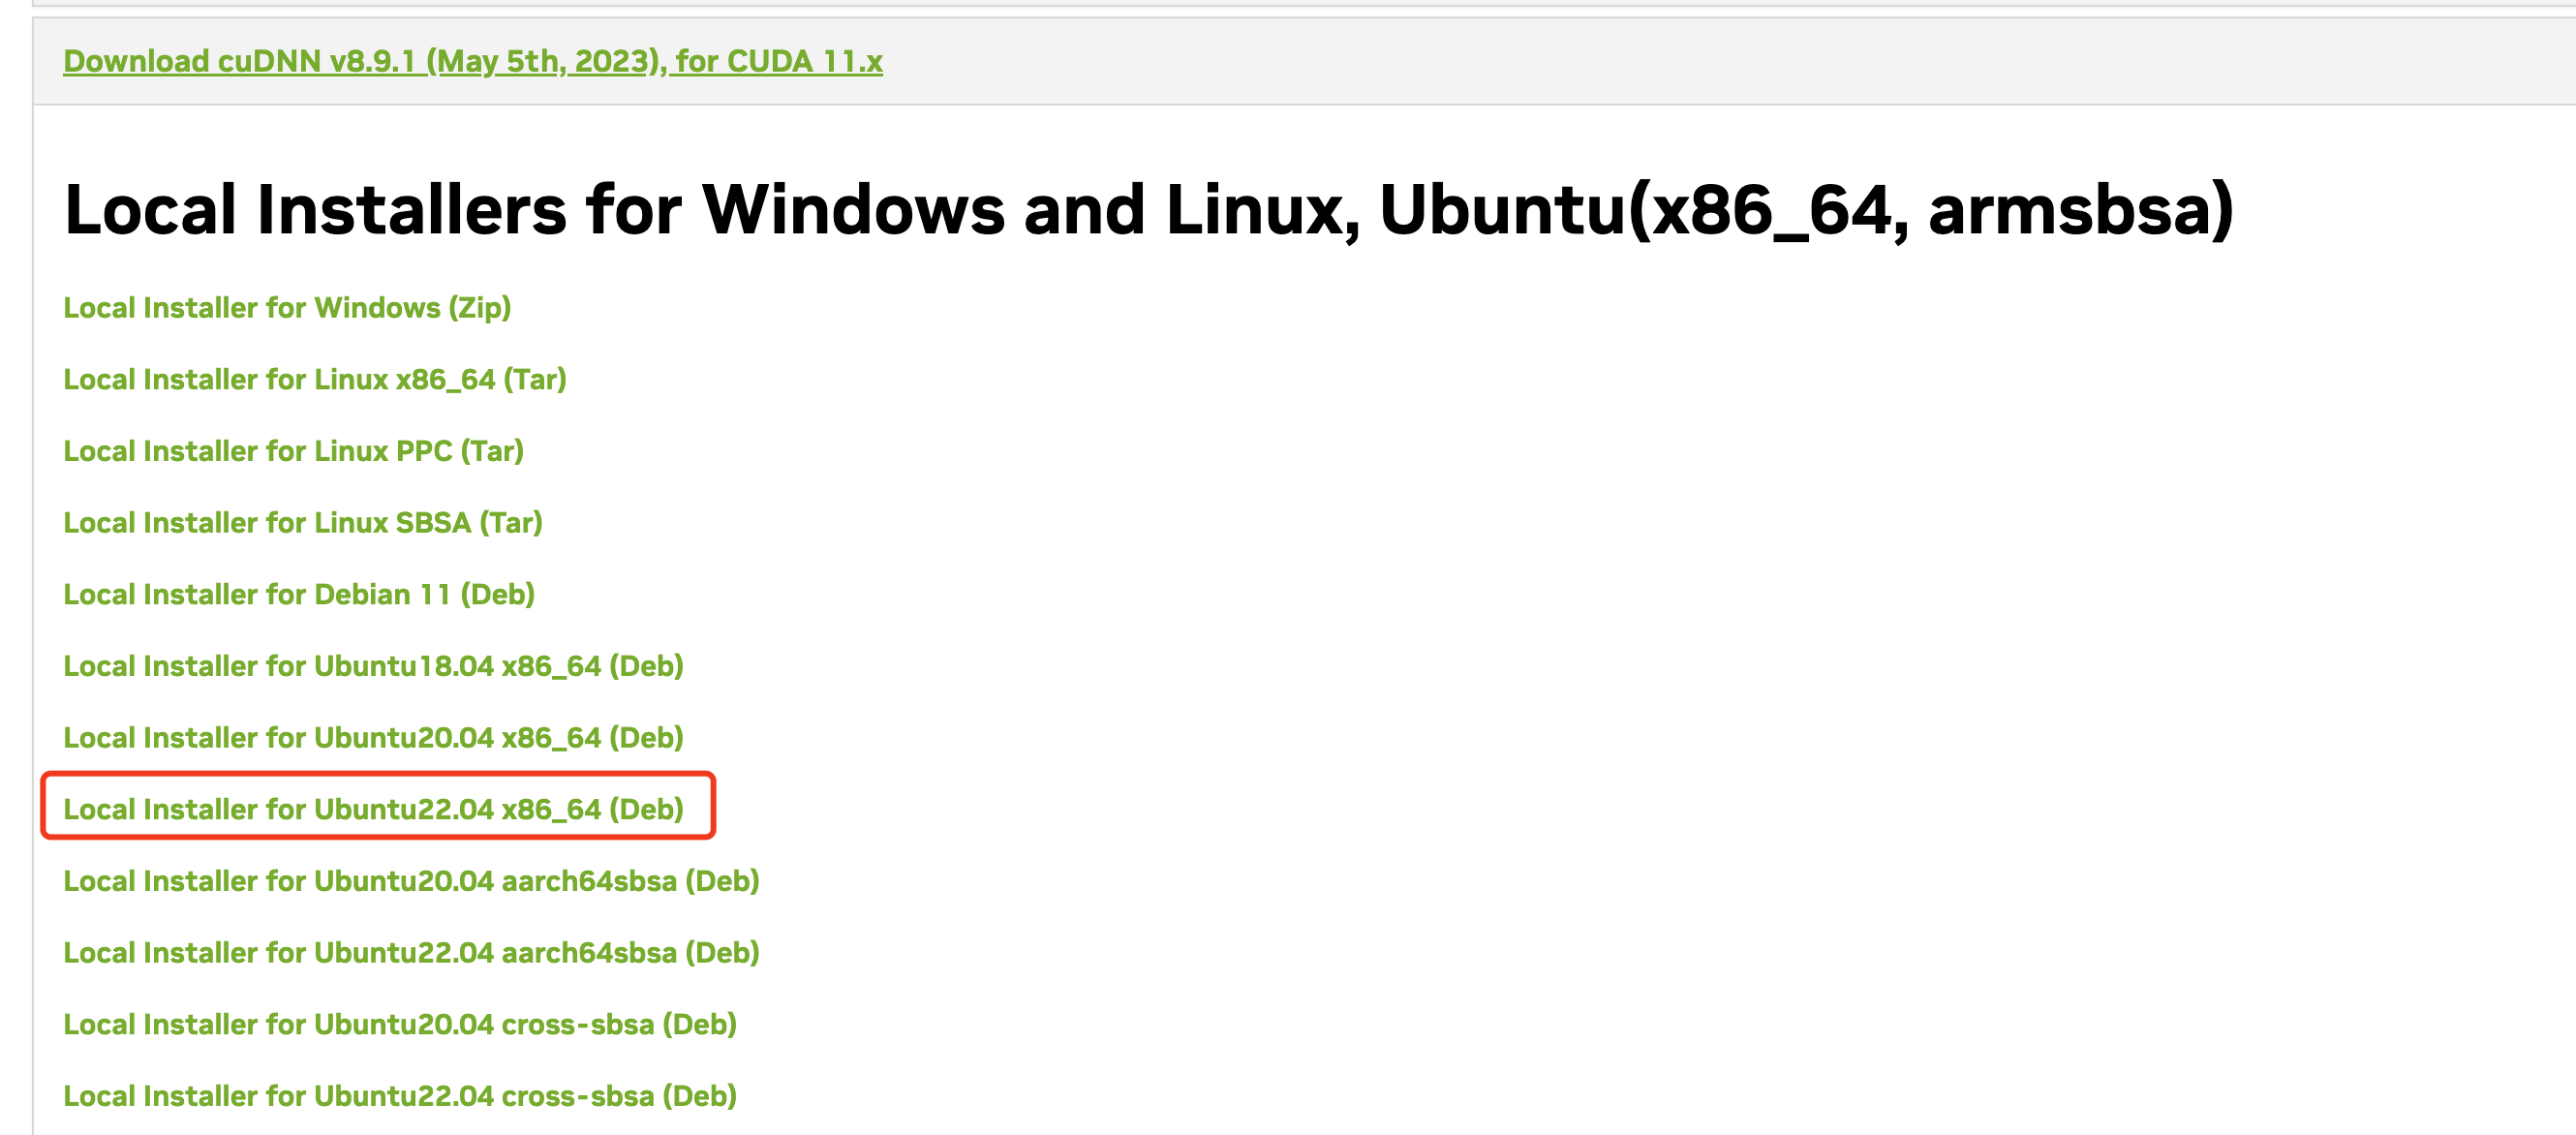 Download cuDNN v8.9.1 (May 5th, 2023), for CUDA 11.x
Local Installers for Windows and Linux, Ubuntu(x86_64, armsbsa)
Local Installer for Windows (Zip)
Local Installer for Linux x86_64 (Tar)
Local Installer for Linux PPC (Tar)
Local Installer for Linux SBSA (Tar)
Local Installer for Debian 11 (Deb)
Local Installer for Ubuntu18.04 x86_64 (Deb)
Local Installer for Ubuntu20.04 x86_64 (Deb)
Local Installer for Ubuntu22.04 x86_64 (Deb)
Local Installer for Ubuntu20.04 aarch64sbsa (Deb)
Local Installer for Ubuntu22.04 aarch64sbsa (Deb)
Local Installer for Ubuntu20.04 cross-sbsa (Deb)
Local Installer for Ubuntu22.04 cross-sbsa (Deb)